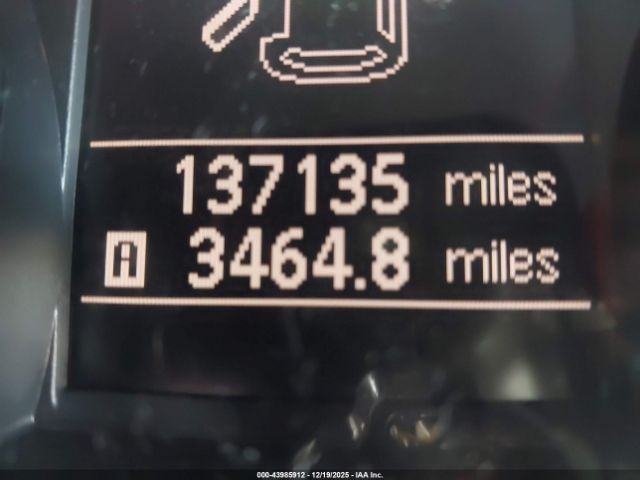 137135 miles
A 3464.8 miles
000-43985912 - 12/19/2025 - IAA Inc.